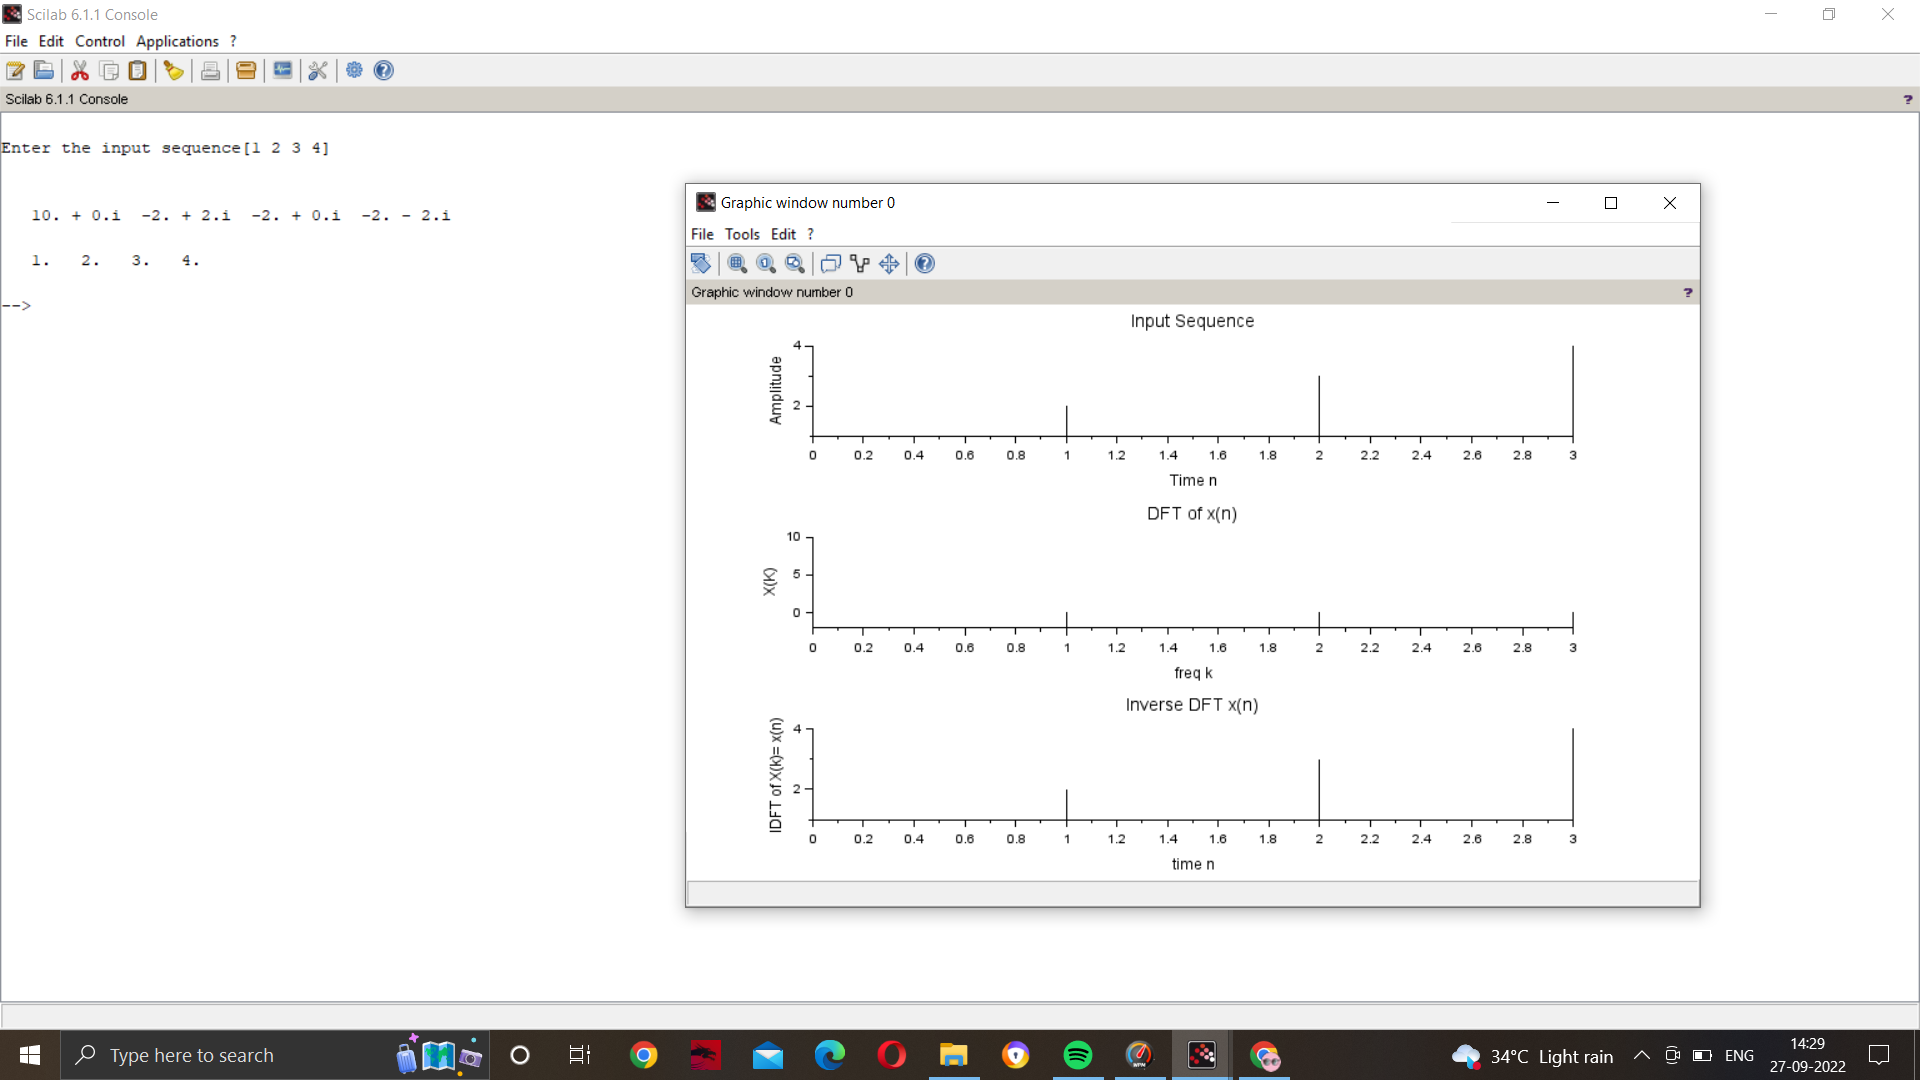 Scilab 6.1.1 Console
File Edit Control Applications ?
Scilab 6.1.1 Console ?
Enter the input sequence[1 2 3 4]
10. + 0.i -2. + 2.i -2. + 0.i -2. - 2.i
1. 2. 3. 4.
-->
Graphic window number 0
File Tools Edit ?
Graphic window number 0 ?
Input Sequence
Amplitude
4
2
0 0.2 0.4 0.6 0.8 1 1.2 1.4 1.6 1.8 2 2.2 2.4 2.6 2.8 3
Time n
DFT of x(n)
X(K)
10
5
0
0 0.2 0.4 0.6 0.8 1 1.2 1.4 1.6 1.8 2 2.2 2.4 2.6 2.8 3
freq k
Inverse DFT x(n)
IDFT of X(k)= x(n)
4
2
0 0.2 0.4 0.6 0.8 1 1.2 1.4 1.6 1.8 2 2.2 2.4 2.6 2.8 3
time n
Type here to search
34°C Light rain
ENG
14:29
27-09-2022